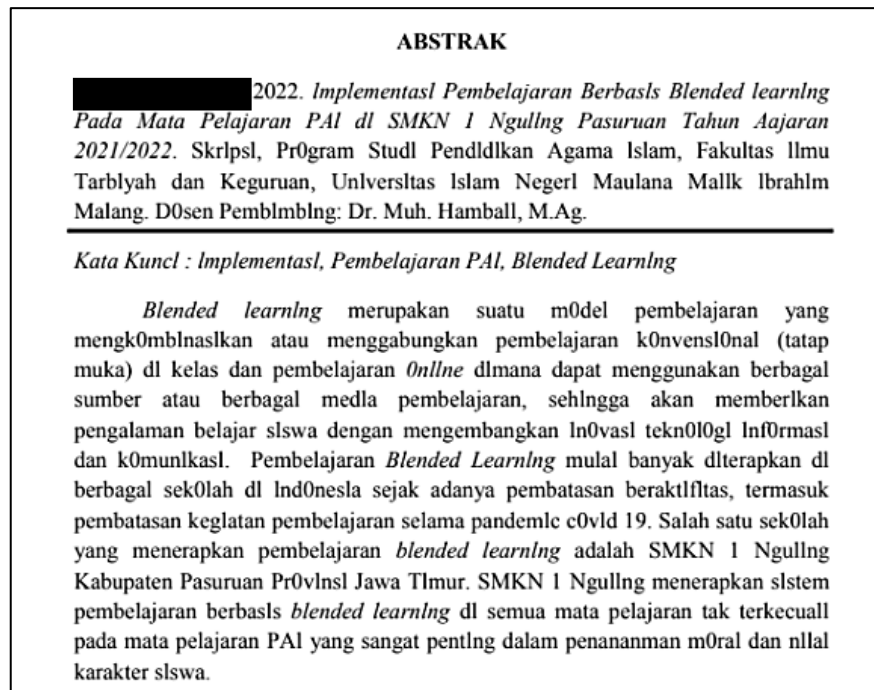 ABSTRAK
2022. lmplementasl Pembelajaran Berbasls Blended learnlng
Pada Mata Pelajaran PAl dl SMKN 1 Ngullng Pasuruan Tahun Aajaran
2021/2022. Skrlpsl, Pr0gram Studl Pendldlkan Agama lslam, Fakultas llmu
Tarblyah dan Keguruan, Unlversltas lslam Negerl Maulana Mallk lbrahlm
Malang. D0sen Pemblmblng: Dr. Muh. Hamball, M.Ag.
Kata Kuncl : lmplementasl, Pembelajaran PAl, Blended Learnlng
Blended learnlng merupakan suatu m0del pembelajaran yang
mengk0mblnaslkan atau menggabungkan pembelajaran k0nvensl0nal (tatap
muka) dl kelas dan pembelajaran 0nllne dlmana dapat menggunakan berbagal
sumber atau berbagal medla pembelajaran, sehlngga akan memberlkan
pengalaman belajar slswa dengan mengembangkan ln0vasl tekn0l0gl lnf0rmasl
dan k0munlkasl. Pembelajaran Blended Learnlng mulal banyak dlterapkan dl
berbagal sek0lah dl lnd0nesla sejak adanya pembatasan beraktlfltas, termasuk
pembatasan keglatan pembelajaran selama pandemlc c0vld 19. Salah satu sek0lah
yang menerapkan pembelajaran blended learnlng adalah SMKN 1 Ngullng
Kabupaten Pasuruan Pr0vlnsl Jawa Tlmur. SMKN 1 Ngullng menerapkan slstem
pembelajaran berbasls blended learnlng dl semua mata pelajaran tak terkecuall
pada mata pelajaran PAl yang sangat pentlng dalam penananman m0ral dan nllal
karakter slswa.